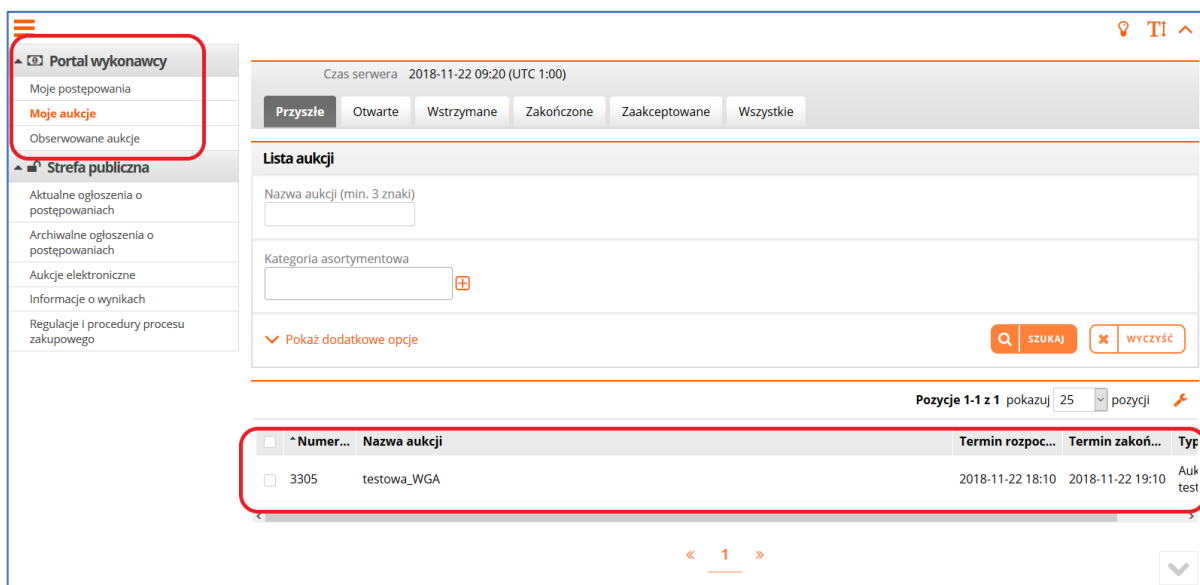 Portal wykonawcy
Moje postępowania
Moje aukcje
Obserwowane aukcje
Strefa publiczna
Aktualne ogłoszenia o
postępowaniach
Archiwalne ogłoszenia o
postępowaniach
Aukcje elektroniczne
Informacje o wynikach
Regulacje i procedury procesu
zakupowego
Czas serwera 2018-11-22 09:20 (UTC 1:00)
Przyszłe Otwarte Wstrzymane Zakończone Zaakceptowane Wszystkie
Lista aukcji
Nazwa aukcji (min. 3 znaki)
Kategoria asortymentowa
Pokaż dodatkowe opcje
SZUKAJ WYCZYŚĆ
Pozycje 1-1 z 1 pokazuj 25 pozycji
Numer... Nazwa aukcji Termin rozpoc... Termin zakoń... Typ
3305 testowa_WGA 2018-11-22 18:10 2018-11-22 19:10 Auk
test
« 1 »